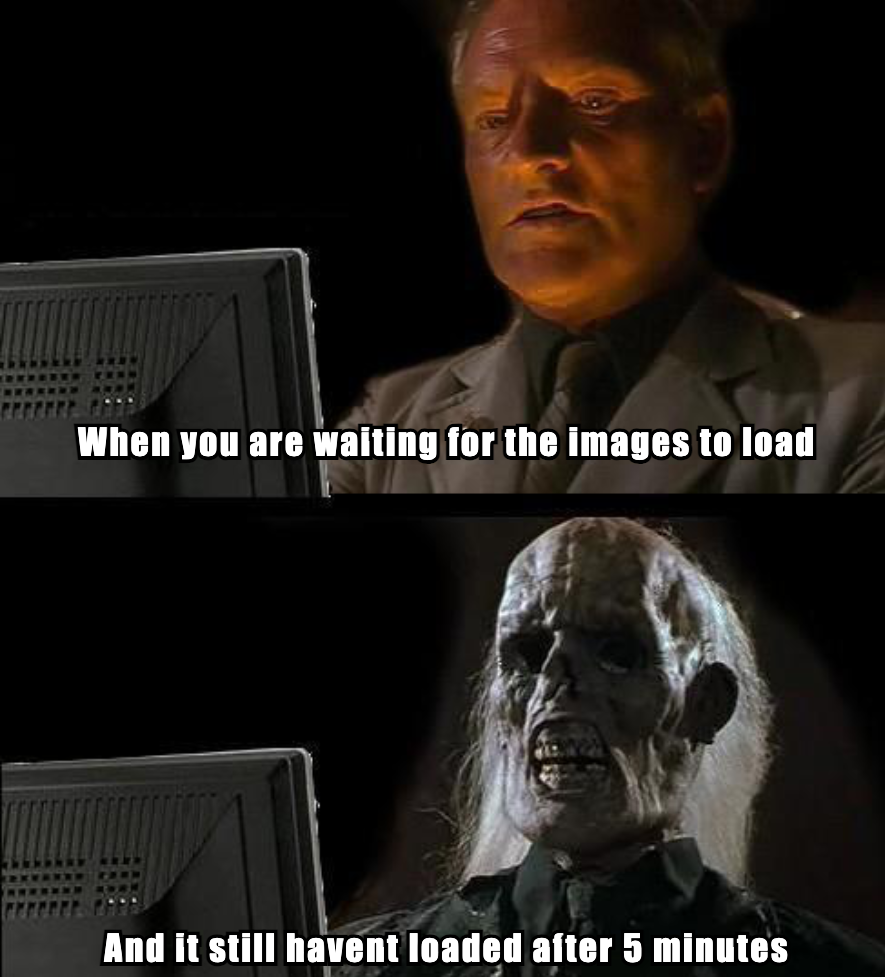 When you are waiting for the images to load
And it still havent loaded after 5 minutes